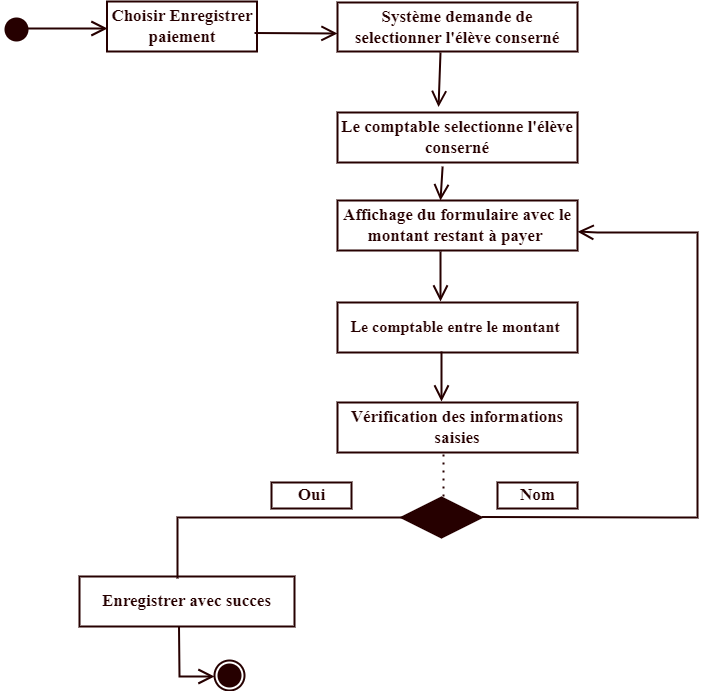 Choisir Enregistrer
paiement
Système demande de
selectionner l'élève conserné
Le comptable selectionne l'élève
conserné
Affichage du formulaire avec le
montant restant à payer
Le comptable entre le montant
Vérification des informations
saisies
Oui
Nom
Enregistrer avec succes